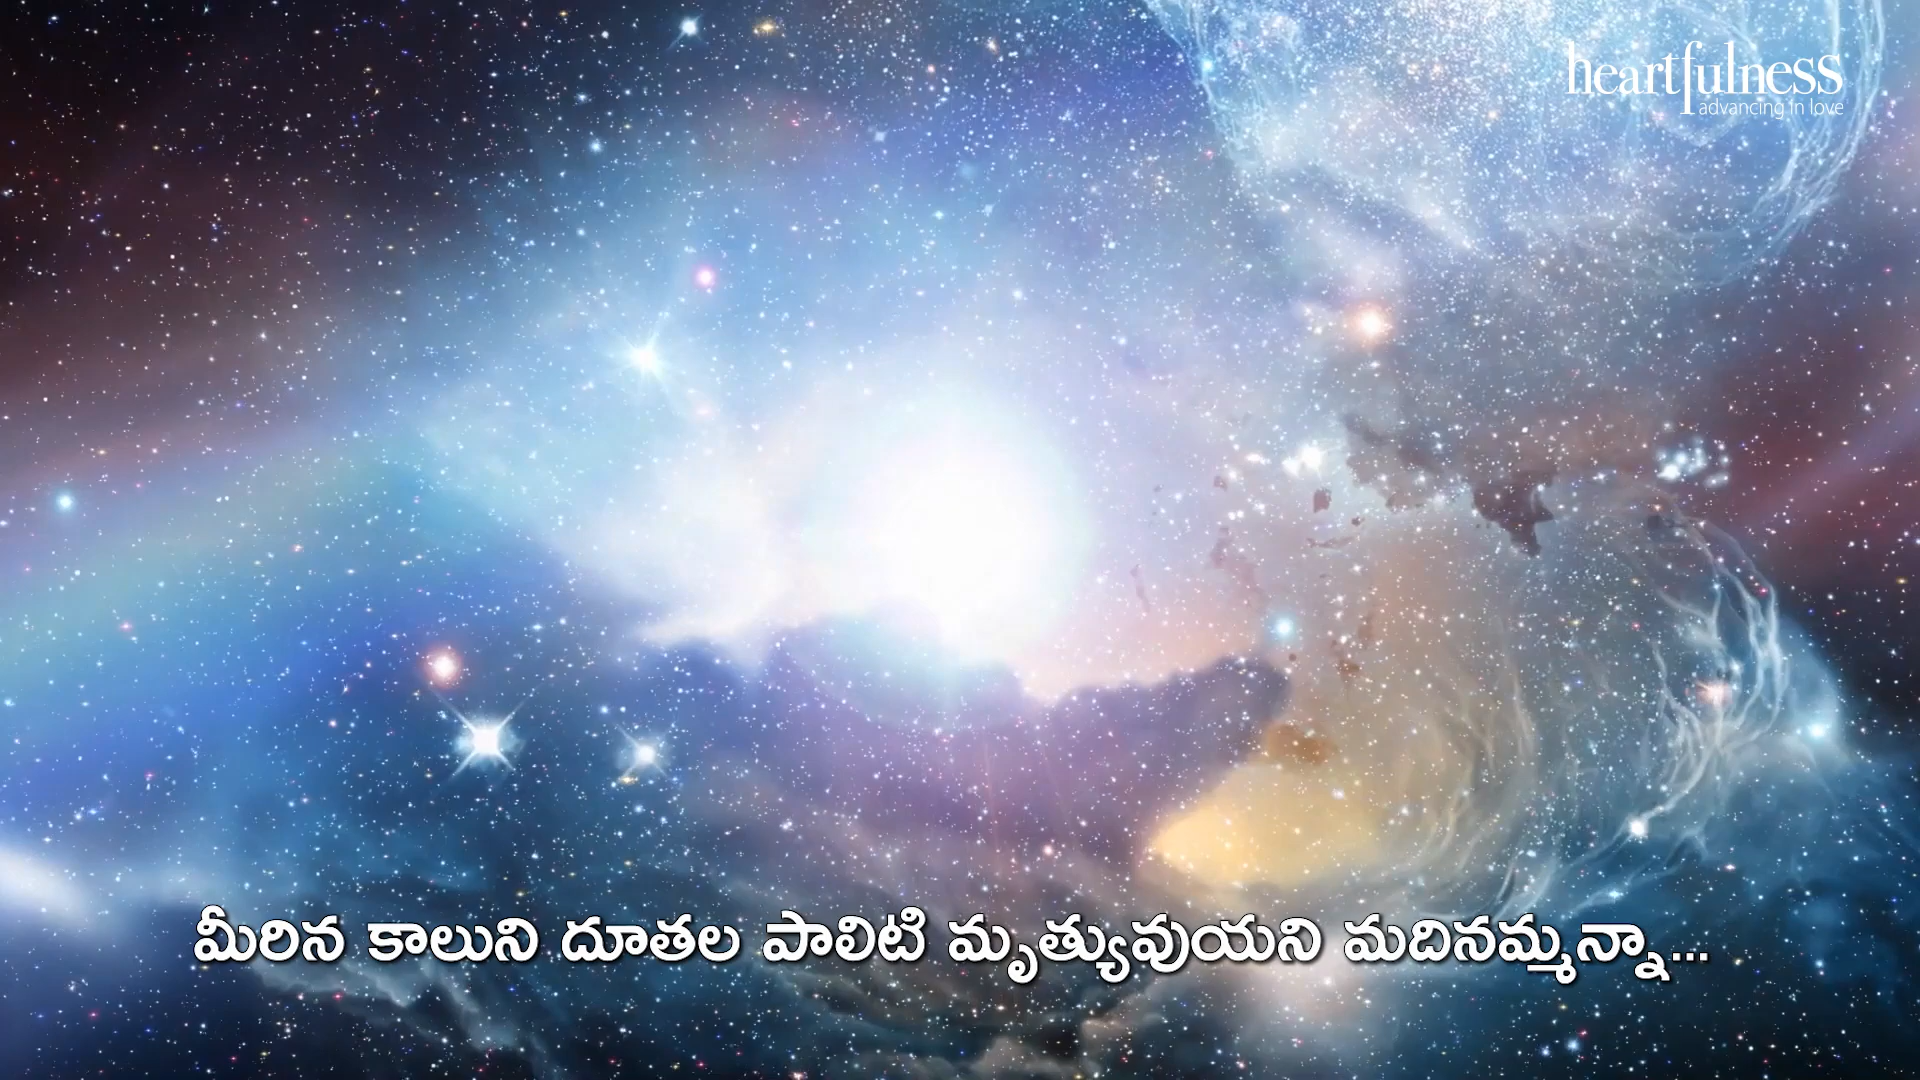 heartfulness
advancing in love
మీరిన కాలుని దూతల పాలిటి మృత్యువుయని మదినమ్మన్నా...